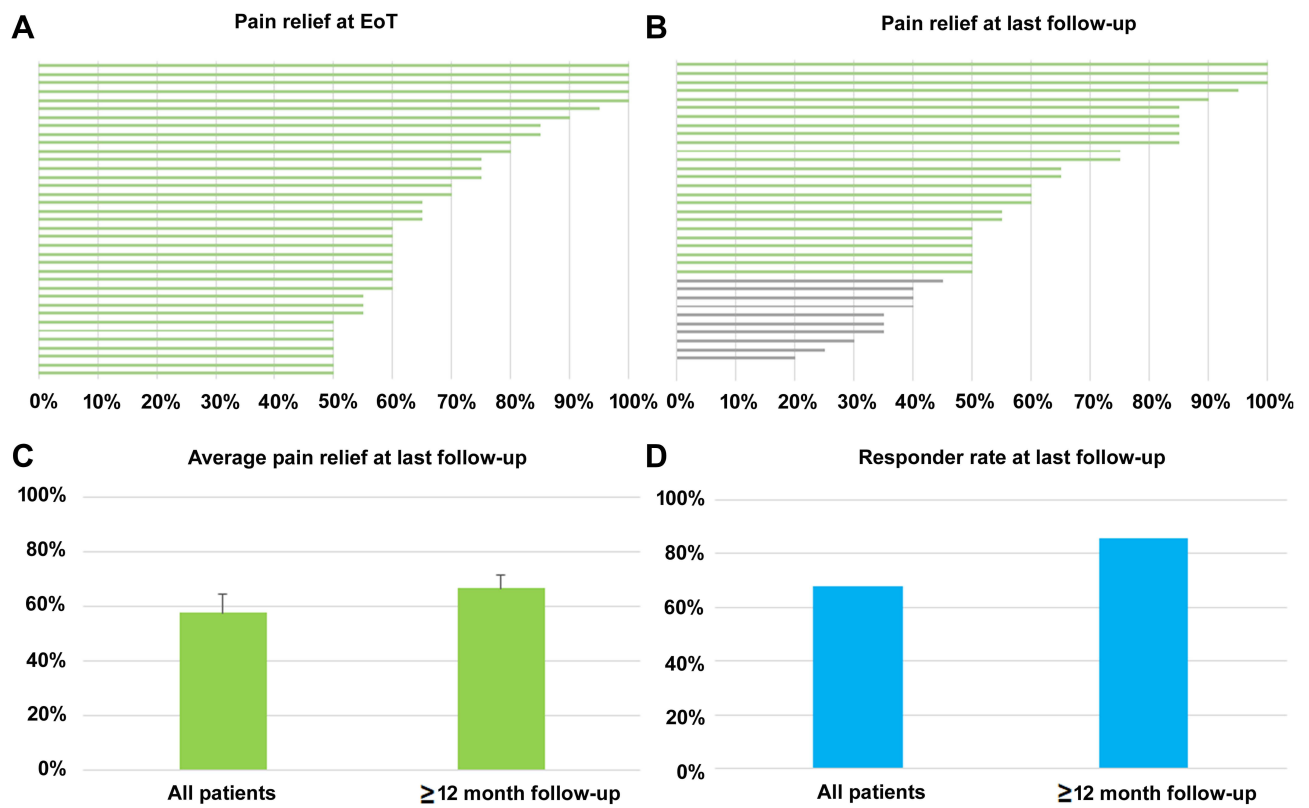 A
Pain relief at EoT
0% 10% 20% 30% 40% 50% 60% 70% 80% 90% 100%
B
Pain relief at last follow-up
0% 10% 20% 30% 40% 50% 60% 70% 80% 90% 100%
C
Average pain relief at last follow-up
100%
80%
60%
40%
20%
0%
All patients ≥12 month follow-up
D
Responder rate at last follow-up
100%
80%
60%
40%
20%
0%
All patients ≥12 month follow-up